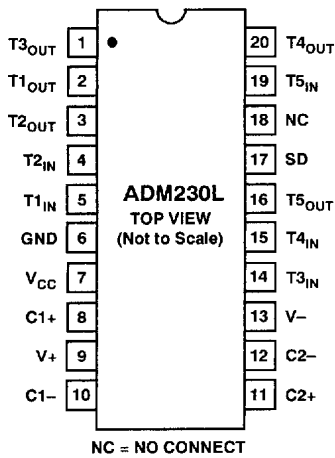 T3OUT 1 20 T4OUT
T1OUT 2 19 T5IN
T2OUT 3 18 NC
T2IN 4 17 SD
T1IN 5 ADM230L 16 T5OUT
TOP VIEW
GND 6 (Not to Scale) 15 T4IN
VCC 7 14 T3IN
C1+ 8 13 V–
V+ 9 12 C2–
C1– 10 11 C2+
NC = NO CONNECT